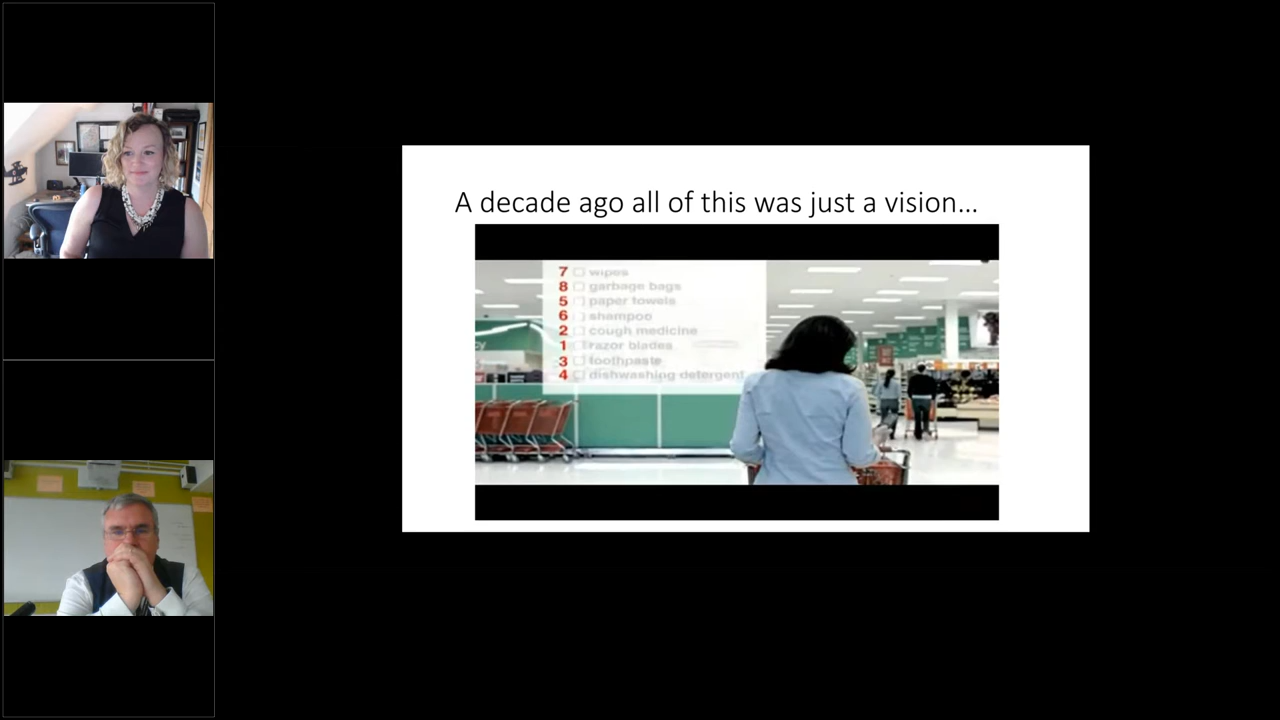 A decade ago all of this was just a vision...
7 wipes
8 garbage bags
5 paper towels
6 shampoo
2 cough medicine
1 razor blades
3 toothpaste
4 dishwashing detergent